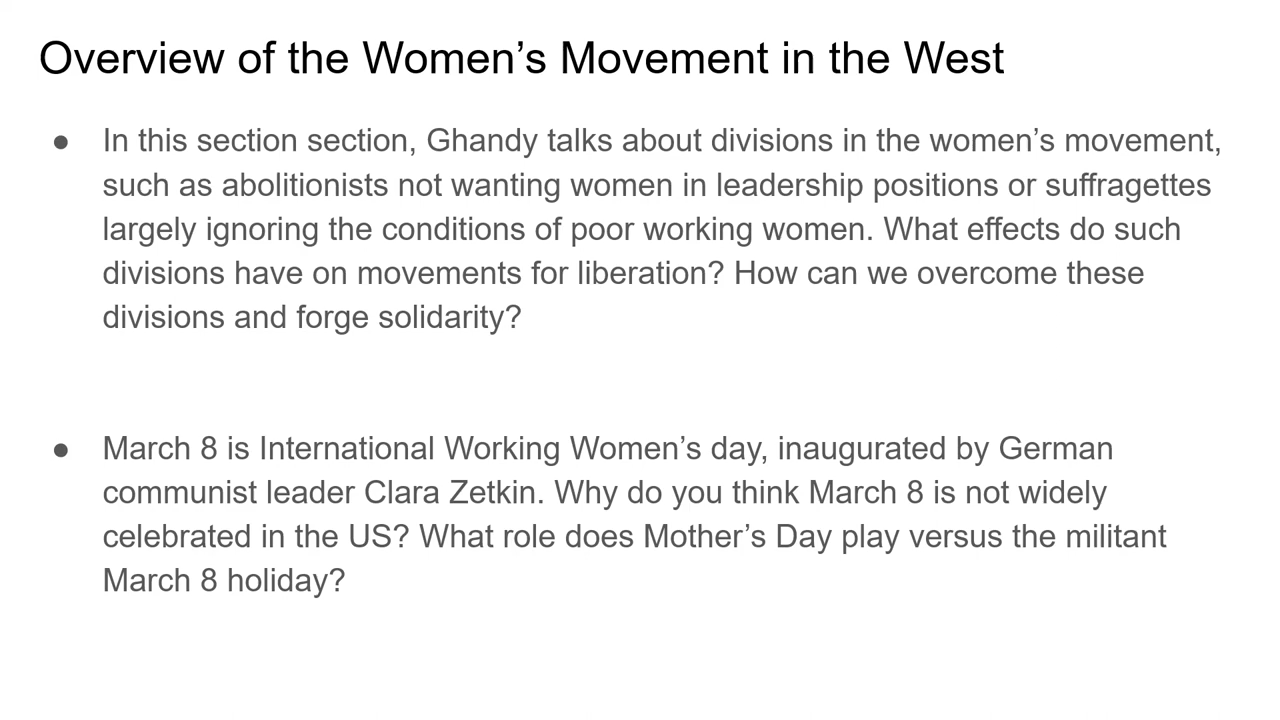 Overview of the Women’s Movement in the West
● In this section section, Ghandy talks about divisions in the women’s movement,
such as abolitionists not wanting women in leadership positions or suffragettes
largely ignoring the conditions of poor working women. What effects do such
divisions have on movements for liberation? How can we overcome these
divisions and forge solidarity?
● March 8 is International Working Women’s day, inaugurated by German
communist leader Clara Zetkin. Why do you think March 8 is not widely
celebrated in the US? What role does Mother’s Day play versus the militant
March 8 holiday?